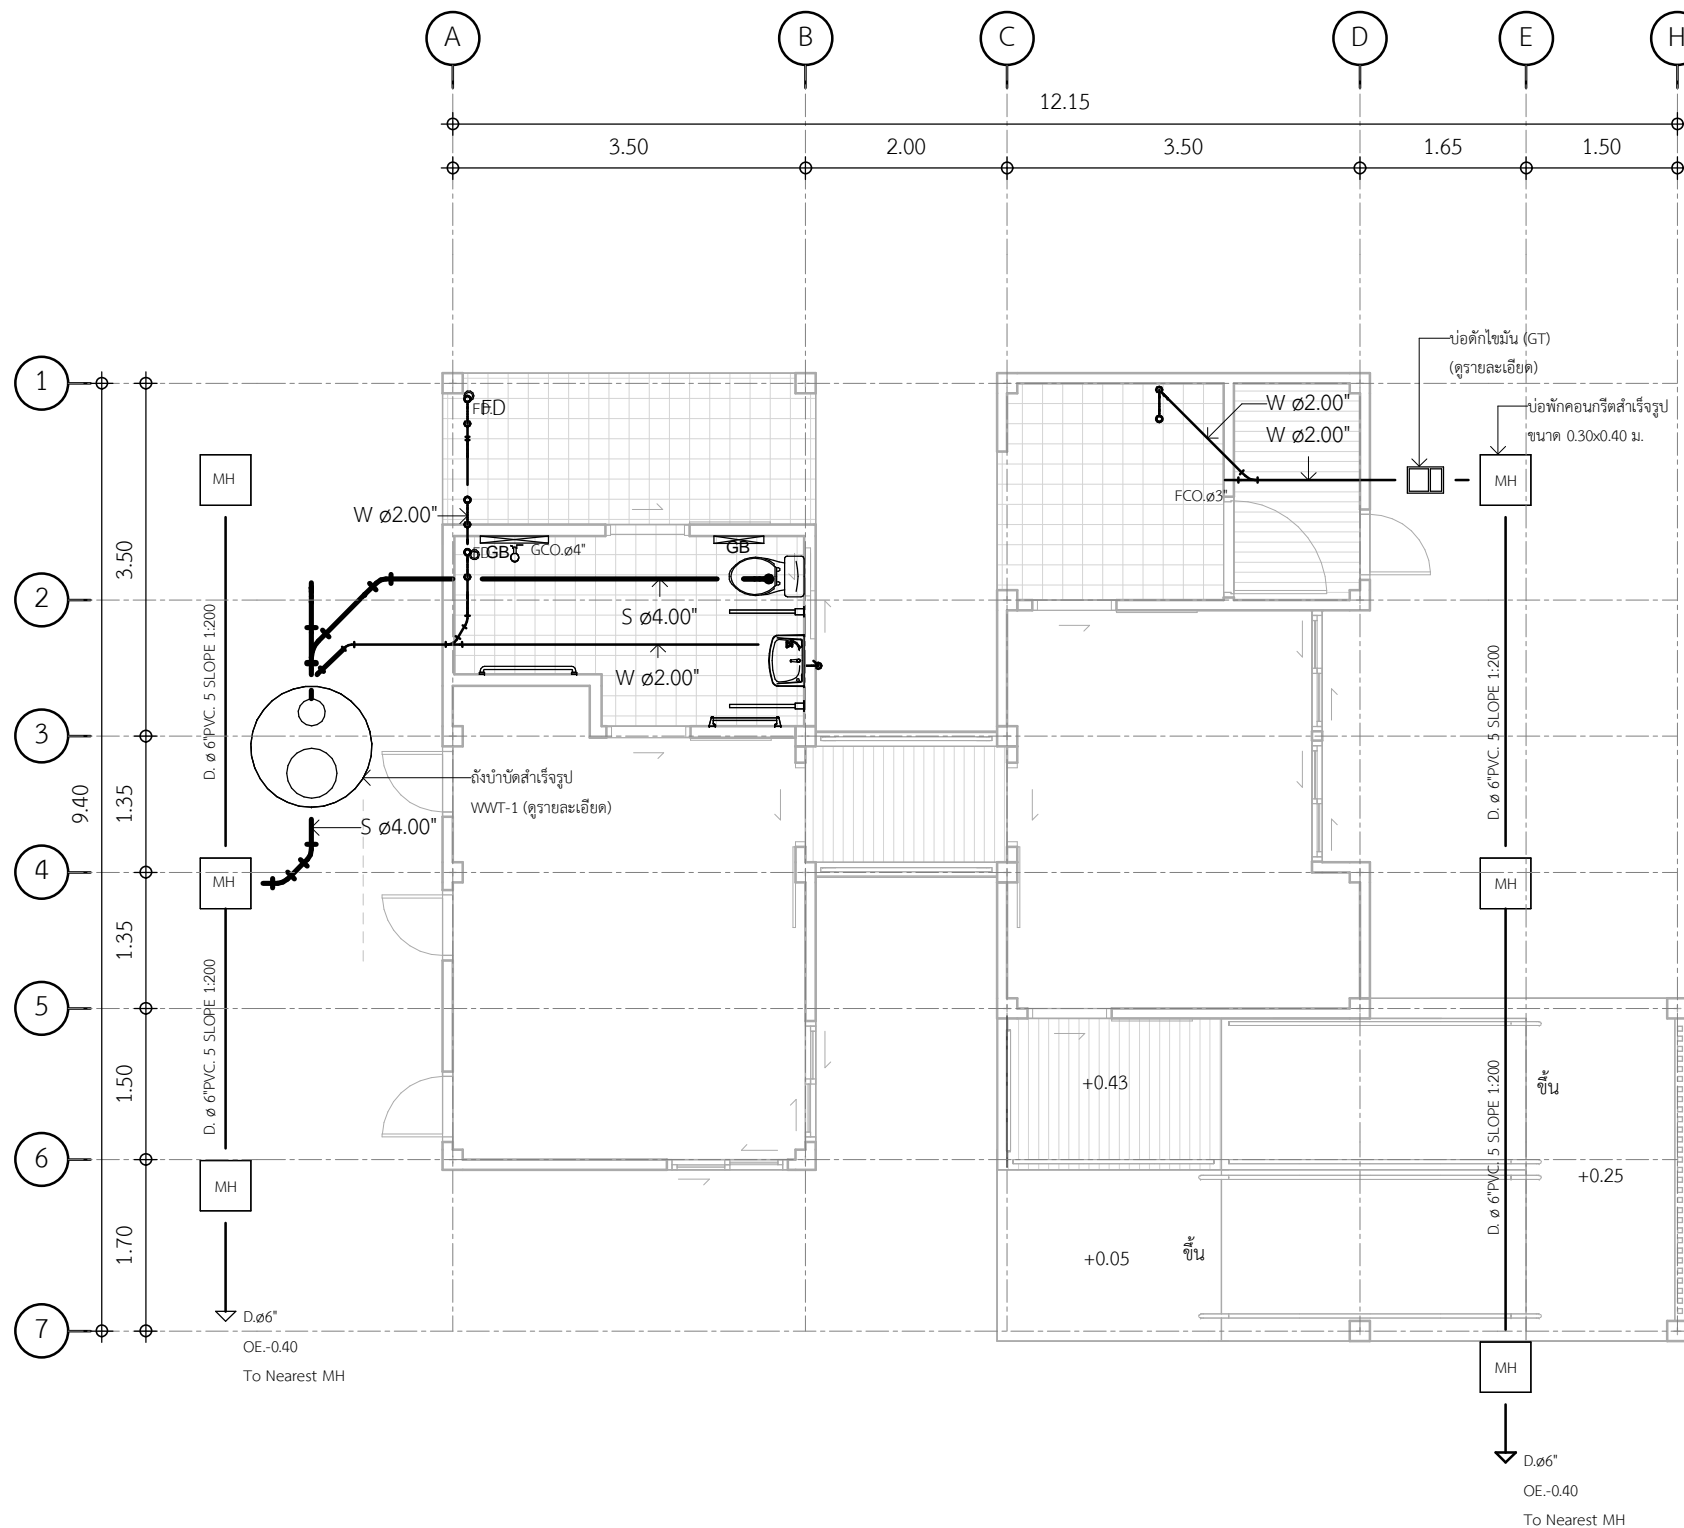 A
B
C
D
E
H
12.15
3.50
2.00
3.50
1.65
1.50
บ่อดักไขมัน (GT)
(ดูรายละเอียด)
1
FD
W ø2.00"
บ่อพักคอนกรีตสำเร็จรูป
W ø2.00"
ขนาด 0.30x0.40 ม.
MH
MH
FCO.ø3"
W ø2.00"
GB
GCO.ø4"
GB
3.50
2
S ø4.00"
D. ø 6"PVC. 5 SLOPE 1:200
W ø2.00"
D. ø 6"PVC. 5 SLOPE 1:200
3
ถังบำบัดสำเร็จรูป
WWT-1 (ดูรายละเอียด)
9.40
1.35
S ø4.00"
4
MH
MH
1.35
5
D. ø 6"PVC. 5 SLOPE 1:200
1.50
+0.43
ขึ้น
D. ø 6"PVC. 5 SLOPE 1:200
6
MH
+0.25
1.70
+0.05
ขึ้น
7
D.ø6"
OE.-0.40
To Nearest MH
MH
D.ø6"
OE.-0.40
To Nearest MH